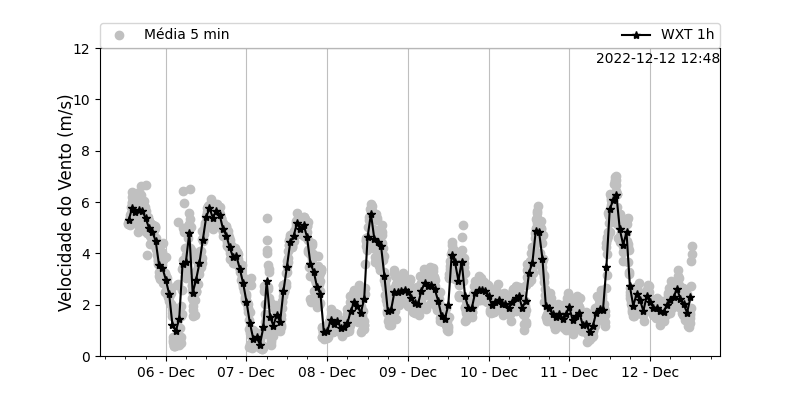 Média 5 min
WXT 1h
2022-12-12 12:48
Velocidade do Vento (m/s)
12
10
8
6
4
2
0
06 - Dec
07 - Dec
08 - Dec
09 - Dec
10 - Dec
11 - Dec
12 - Dec